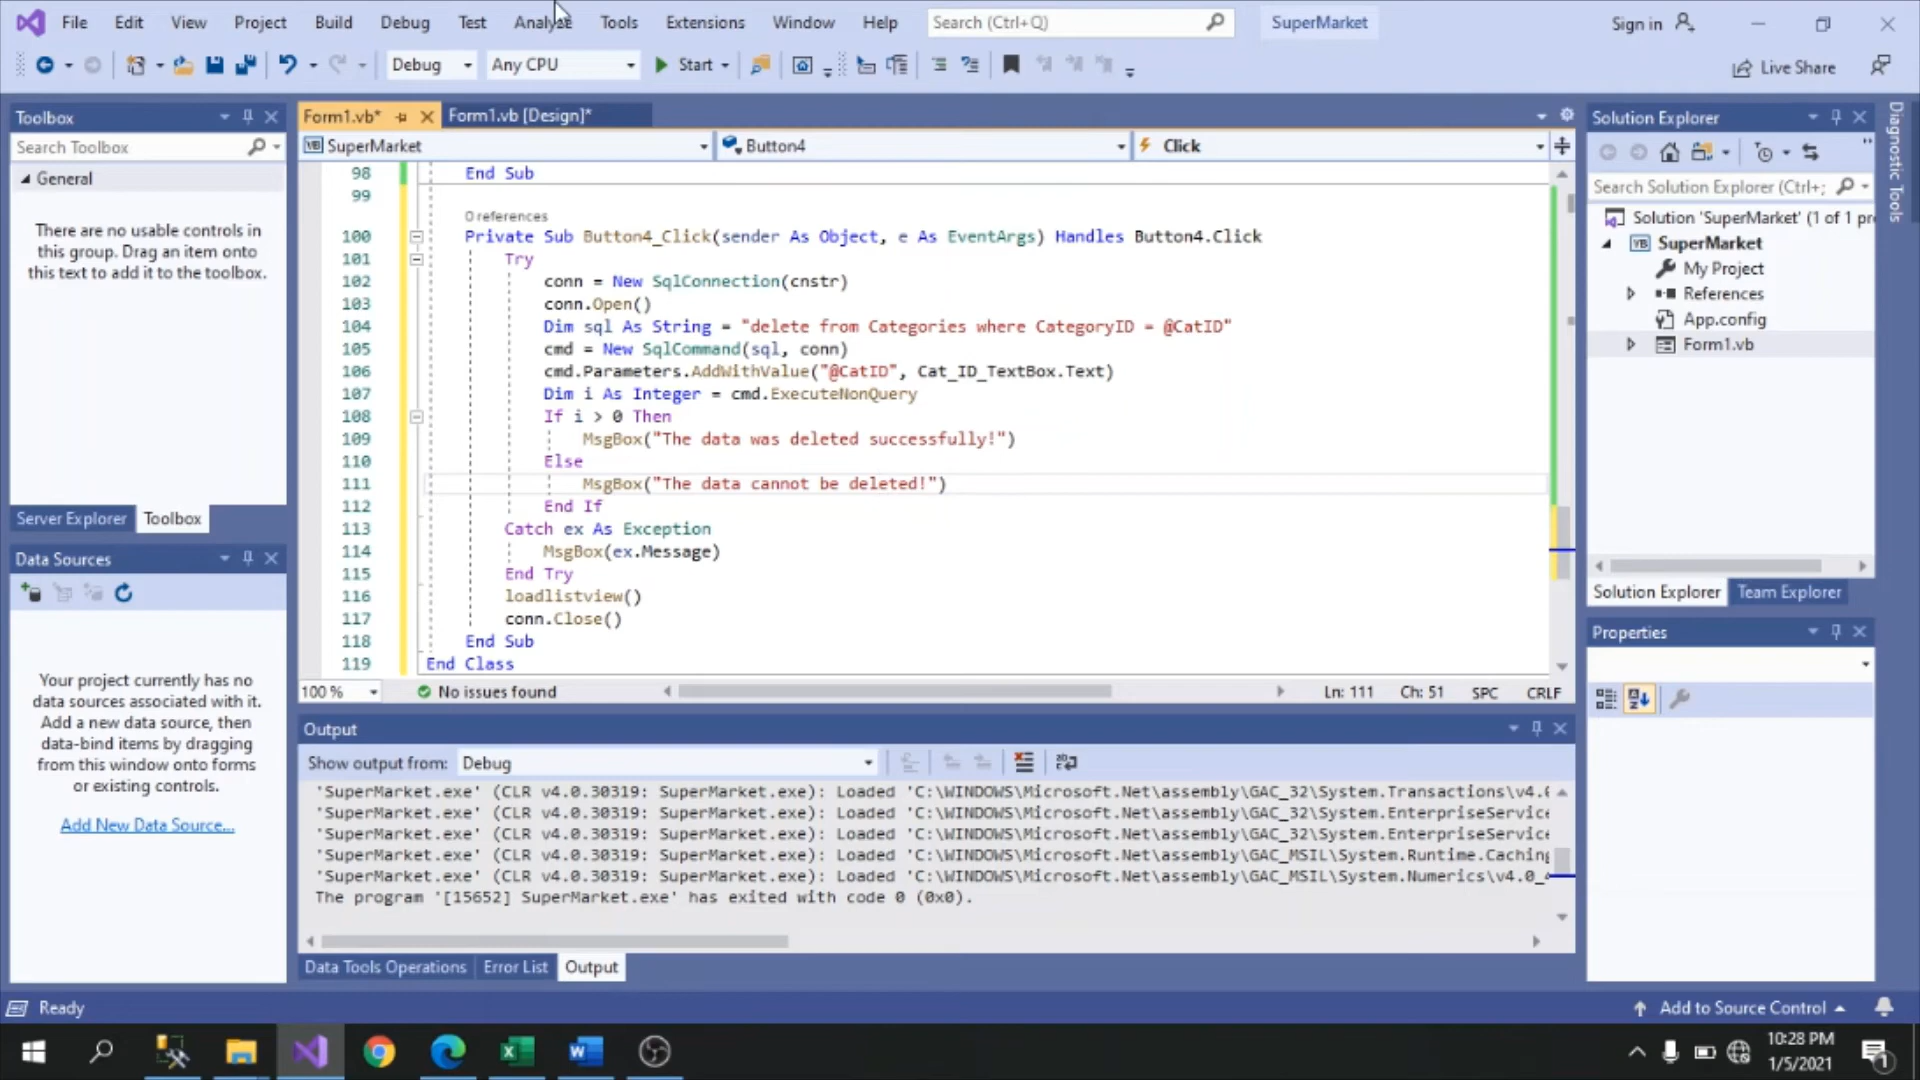 File Edit View Project Build Debug Test Analyze Tools Extensions Window Help Search (Ctrl+Q) SuperMarket Sign in
Debug Any CPU Start Live Share
Toolbox
Search Toolbox
General
There are no usable controls in
this group. Drag an item onto
this text to add it to the toolbox.
Server Explorer Toolbox
Data Sources
Your project currently has no
data sources associated with it.
Add a new data source, then
data-bind items by dragging
from this window onto forms
or existing controls.
Add New Data Source...
Form1.vb* Form1.vb [Design]*
SuperMarket Button4 Click
98 End Sub
99
0 references
100 Private Sub Button4_Click(sender As Object, e As EventArgs) Handles Button4.Click
101 Try
102 conn = New SqlConnection(cnstr)
103 conn.Open()
104 Dim sql As String = "delete from Categories where CategoryID = @CatID"
105 cmd = New SqlCommand(sql, conn)
106 cmd.Parameters.AddWithValue("@CatID", Cat_ID_TextBox.Text)
107 Dim i As Integer = cmd.ExecuteNonQuery
108 If i > 0 Then
109 MsgBox("The data was deleted successfully!")
110 Else
111 MsgBox("The data cannot be deleted!")
112 End If
113 Catch ex As Exception
114 MsgBox(ex.Message)
115 End Try
116 loadlistview()
117 conn.Close()
118 End Sub
119 End Class
100 % No issues found Ln: 111 Ch: 51 SPC CRLF
Output
Show output from: Debug
'SuperMarket.exe' (CLR v4.0.30319: SuperMarket.exe): Loaded 'C:\WINDOWS\Microsoft.Net\assembly\GAC_32\System.Transactions\v4.0
'SuperMarket.exe' (CLR v4.0.30319: SuperMarket.exe): Loaded 'C:\WINDOWS\Microsoft.Net\assembly\GAC_32\System.EnterpriseService
'SuperMarket.exe' (CLR v4.0.30319: SuperMarket.exe): Loaded 'C:\WINDOWS\Microsoft.Net\assembly\GAC_32\System.EnterpriseService
'SuperMarket.exe' (CLR v4.0.30319: SuperMarket.exe): Loaded 'C:\WINDOWS\Microsoft.Net\assembly\GAC_MSIL\System.Runtime.Caching
'SuperMarket.exe' (CLR v4.0.30319: SuperMarket.exe): Loaded 'C:\WINDOWS\Microsoft.Net\assembly\GAC_MSIL\System.Numerics\v4.0_
The program '[15652] SuperMarket.exe' has exited with code 0 (0x0).
Data Tools Operations Error List Output
Solution Explorer
Search Solution Explorer (Ctrl+;
Solution 'SuperMarket' (1 of 1 pr
SuperMarket
My Project
References
App.config
Form1.vb
Solution Explorer Team Explorer
Properties
Diagnostic Tools
Ready Add to Source Control
10:28 PM
1/5/2021
1